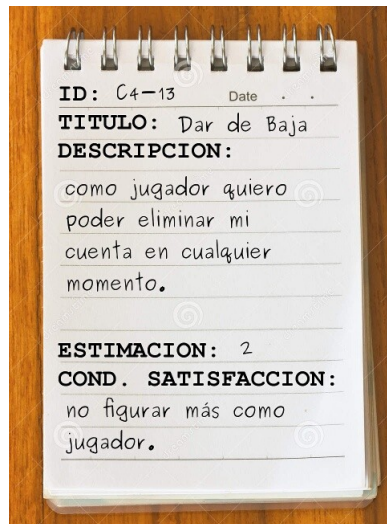 ID: C4-13 Date . .
TITULO: Dar de Baja
DESCRIPCION:
como jugador quiero
poder eliminar mi
cuenta en cualquier
momento.
ESTIMACION: 2
COND. SATISFACCION:
no figurar más como
jugador.